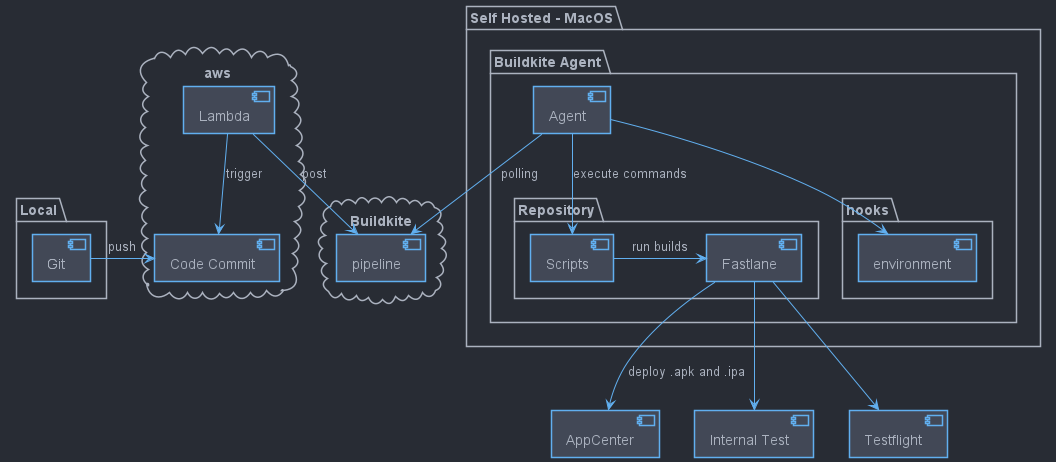 Self Hosted - MacOS
Buildkite Agent
aws
Lambda
Agent
trigger
post
polling
execute commands
Local
Buildkite
Repository
hooks
push
run builds
Git
Code Commit
pipeline
Scripts
Fastlane
environment
deploy .apk and .ipa
AppCenter
Internal Test
Testflight